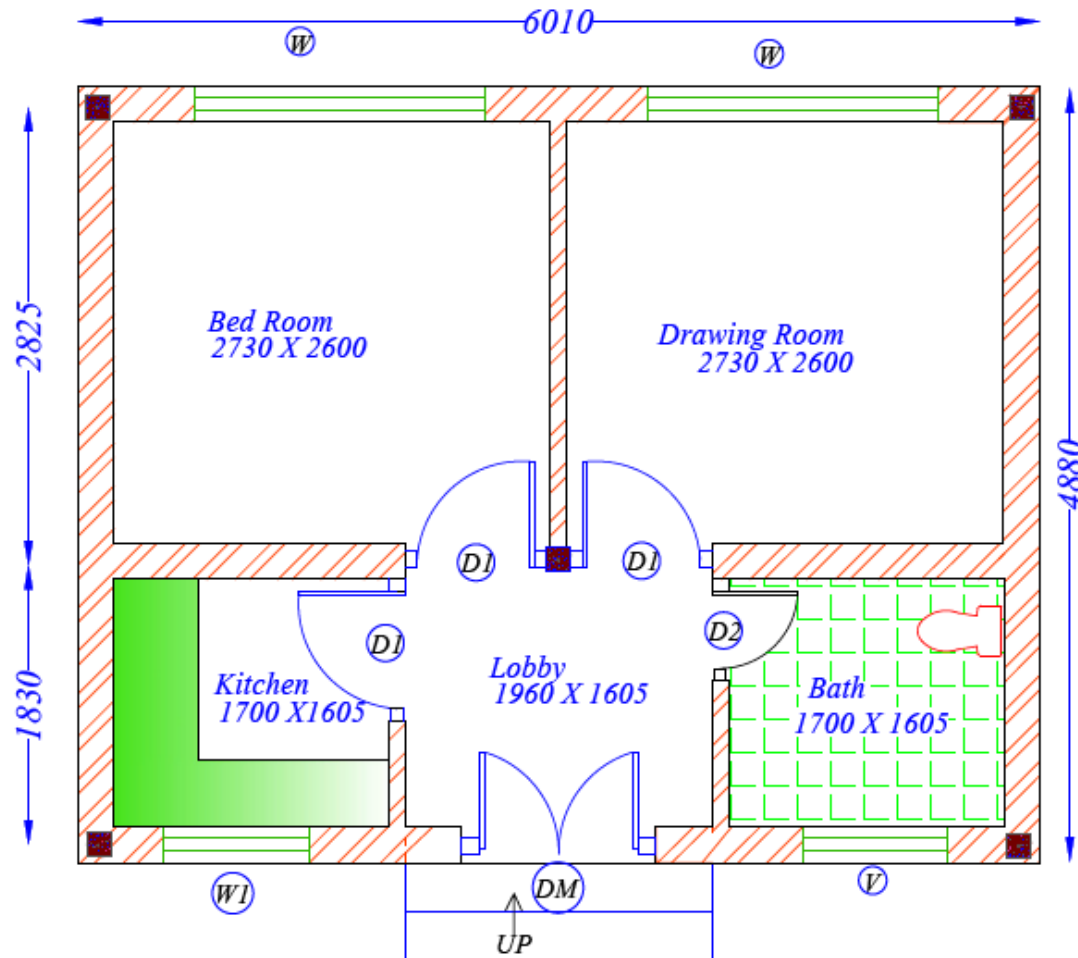 6010
W
W
2825
Bed Room
2730 X 2600
Drawing Room
2730 X 2600
4880
D1
D1
D1
D2
1830
Kitchen
1700 X1605
Lobby
1960 X 1605
Bath
1700 X 1605
W1
DM
V
UP